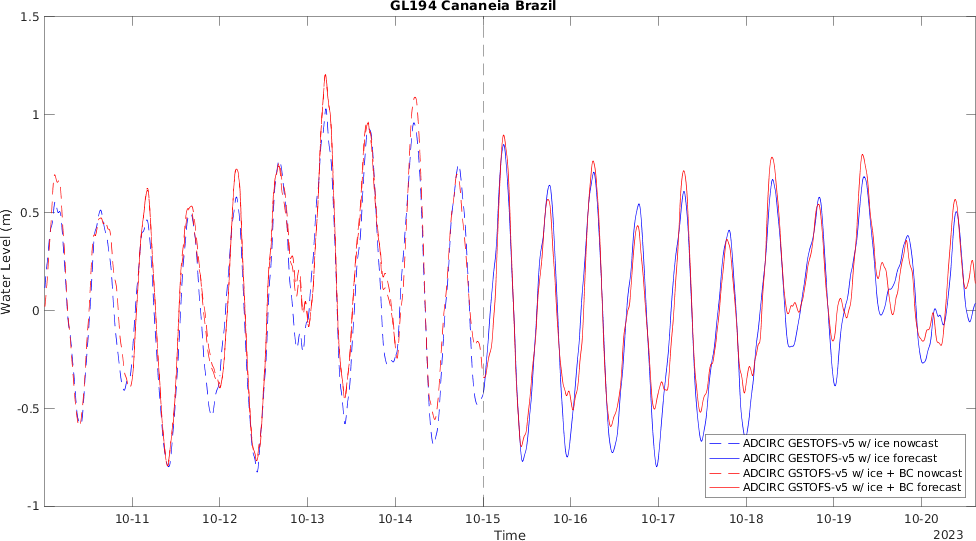 GL194 Cananeia Brazil
1.5
1
0.5
0
-0.5
-1
Water Level (m)
10-11 10-12 10-13 10-14 10-15 10-16 10-17 10-18 10-19 10-20
Time
2023
ADCIRC GESTOFS-v5 w/ ice nowcast
ADCIRC GESTOFS-v5 w/ ice forecast
ADCIRC GSTOFS-v5 w/ ice + BC nowcast
ADCIRC GSTOFS-v5 w/ ice + BC forecast